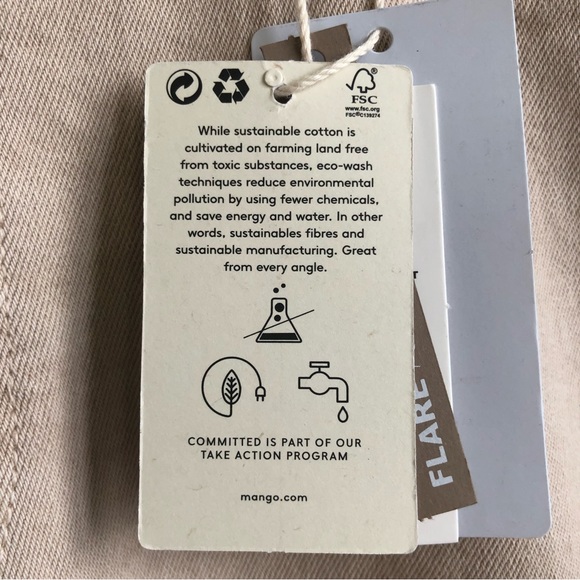 FSC
www.fsc.org
FSC®C139274
While sustainable cotton is
cultivated on farming land free
from toxic substances, eco-wash
techniques reduce environmental
pollution by using fewer chemicals,
and save energy and water. In other
words, sustainables fibres and
sustainable manufacturing. Great
from every angle.
COMMITTED IS PART OF OUR
TAKE ACTION PROGRAM
mango.com
FLARE